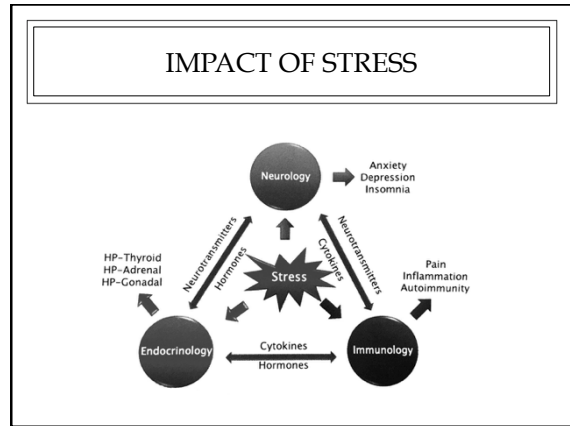 IMPACT OF STRESS
Neurology
Anxiety
Depression
Insomnia
Neurotransmitters
Hormones
Neurotransmitters
Cytokines
HP-Thyroid
HP-Adrenal
HP-Gonadal
Stress
Pain
Inflammation
Autoimmunity
Endocrinology
Cytokines
Hormones
Immunology